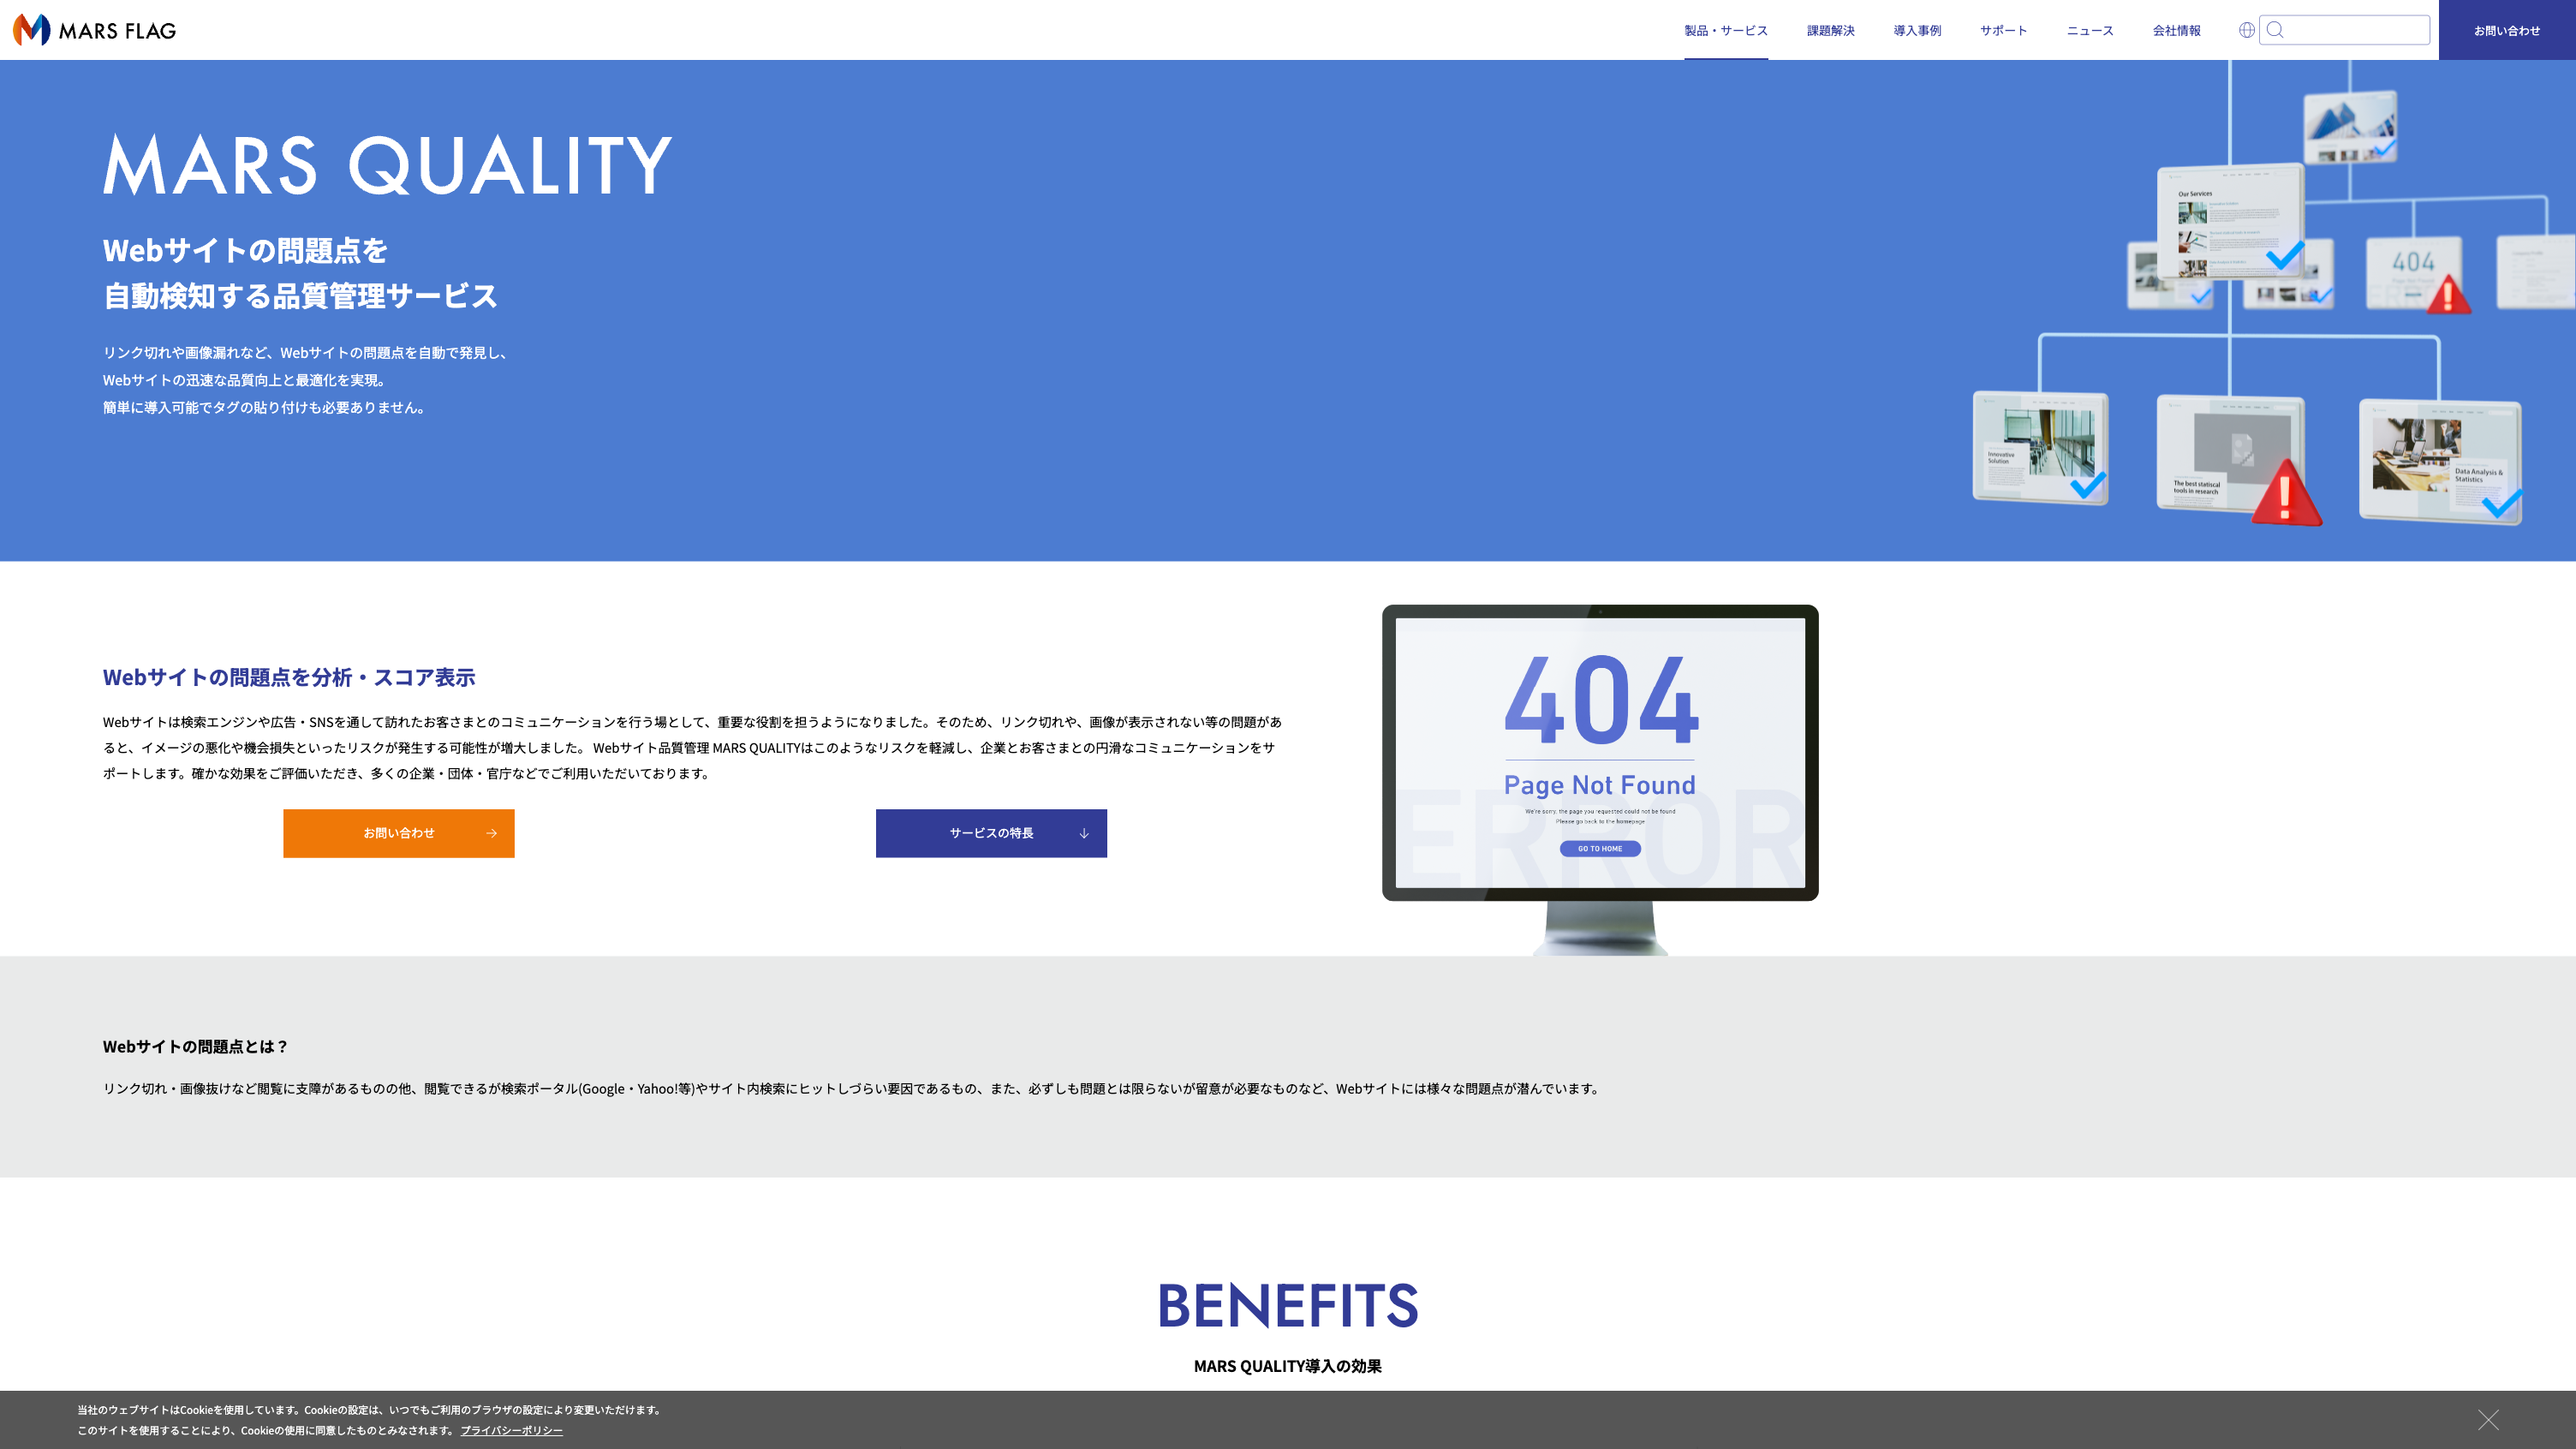 MARS FLAG
製品・サービス
課題解決
導入事例
サポート
ニュース
会社情報
お問い合わせ
MARS QUALITY
Webサイトの問題点を
自動検知する品質管理サービス
リンク切れや画像漏れなど、Webサイトの問題点を自動で発見し、
Webサイトの迅速な品質向上と最適化を実現。
簡単に導入可能でタグの貼り付けも必要ありません。
Our Services
404
Innovative
Solution
The best statiscal
tools in research
Data Analysis &
Statistics
Webサイトの問題点を分析・スコア表示
Webサイトは検索エンジンや広告・SNSを通して訪れたお客さまとのコミュニケーションを行う場として、重要な役割を担うようになりました。そのため、リンク切れや、画像が表示されない等の問題があ
ると、イメージの悪化や機会損失といったリスクが発生する可能性が増大しました。 Webサイト品質管理 MARS QUALITYはこのようなリスクを軽減し、企業とお客さまとの円滑なコミュニケーションをサ
ポートします。確かな効果をご評価いただき、多くの企業・団体・官庁などでご利用いただいております。
お問い合わせ
サービスの特長
404
Page Not Found
ERROR
We're sorry, the page you requested could not be found
Please go back to the homepage
GO TO HOME
Webサイトの問題点とは？
リンク切れ・画像抜けなど閲覧に支障があるものの他、閲覧できるが検索ポータル(Google・Yahoo!等)やサイト内検索にヒットしづらい要因であるもの、また、必ずしも問題とは限らないが留意が必要なものなど、Webサイトには様々な問題点が潜んでいます。
BENEFITS
MARS QUALITY導入の効果
当社のウェブサイトはCookieを使用しています。Cookieの設定は、いつでもご利用のブラウザの設定により変更いただけます。
このサイトを使用することにより、Cookieの使用に同意したものとみなされます。 プライバシーポリシー